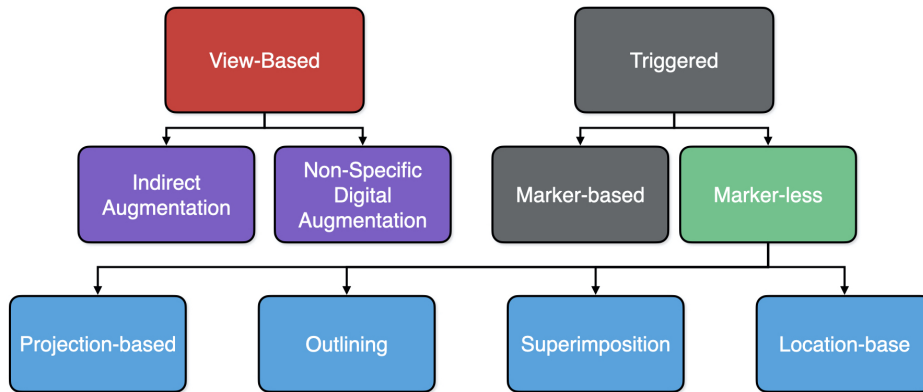 View-Based
Triggered
Indirect
Augmentation
Non-Specific
Digital
Augmentation
Marker-based
Marker-less
Projection-based
Outlining
Superimposition
Location-base